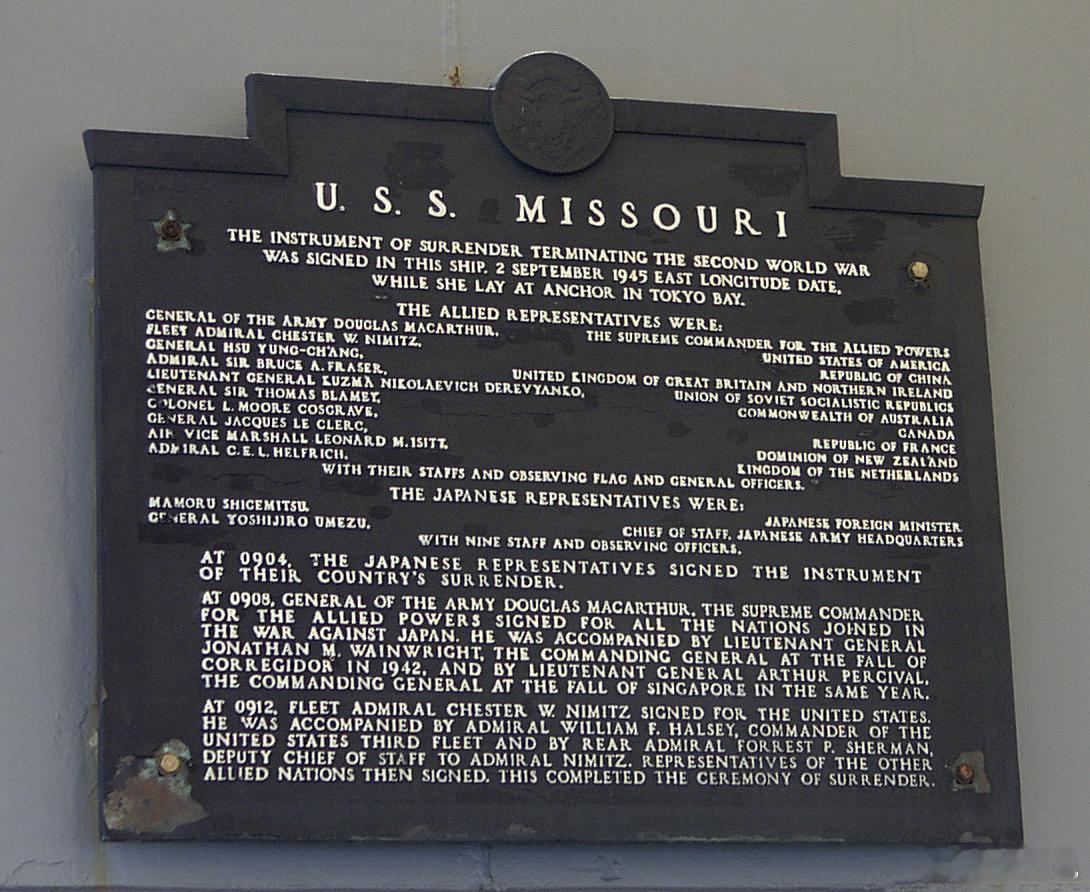 U. S. S. MISSOURI
THE INSTRUMENT OF SURRENDER TERMINATING THE SECOND WORLD WAR
WAS SIGNED IN THIS SHIP, 2 SEPTEMBER 1945 EAST LONGITUDE DATE,
WHILE SHE LAY AT ANCHOR IN TOKYO BAY.
THE ALLIED REPRESENTATIVES WERE:
GENERAL OF THE ARMY DOUGLAS MACARTHUR, THE SUPREME COMMANDER FOR THE ALLIED POWERS
FLEET ADMIRAL CHESTER W. NIMITZ, UNITED STATES OF AMERICA
GENERAL HSU YUNG-CH'ANG, REPUBLIC OF CHINA
ADMIRAL SIR BRUCE A. FRASER, UNITED KINGDOM OF GREAT BRITAIN AND NORTHERN IRELAND
LIEUTENANT GENERAL KUZMA NIKOLAEVICH DEREVYANKO, UNION OF SOVIET SOCIALISTIC REPUBLICS
GENERAL SIR THOMAS BLAMEY, COMMONWEALTH OF AUSTRALIA
COLONEL L. MOORE COSGRAVE, CANADA
GENERAL JACQUES LE CLERC, REPUBLIC OF FRANCE
AIR VICE MARSHALL LEONARD M. ISITT, DOMINION OF NEW ZEALAND
ADMIRAL C.E.L. HELFRICH, KINGDOM OF THE NETHERLANDS
WITH THEIR STAFFS AND OBSERVING FLAG AND GENERAL OFFICERS.
THE JAPANESE REPRESENTATIVES WERE:
MAMORU SHIGEMITSU, JAPANESE FOREIGN MINISTER
GENERAL YOSHIJIRO UMEZU, CHIEF OF STAFF, JAPANESE ARMY HEADQUARTERS
WITH NINE STAFF AND OBSERVING OFFICERS.
AT 0904, THE JAPANESE REPRESENTATIVES SIGNED THE INSTRUMENT
OF THEIR COUNTRY'S SURRENDER.
AT 0908, GENERAL OF THE ARMY DOUGLAS MACARTHUR, THE SUPREME COMMANDER
FOR THE ALLIED POWERS SIGNED FOR ALL THE NATIONS JOINED IN
THE WAR AGAINST JAPAN. HE WAS ACCOMPANIED BY LIEUTENANT GENERAL
JONATHAN M. WAINWRIGHT, THE COMMANDING GENERAL AT THE FALL OF
CORREGIDOR IN 1942, AND BY LIEUTENANT GENERAL ARTHUR PERCIVAL,
THE COMMANDING GENERAL AT THE FALL OF SINGAPORE IN THE SAME YEAR.
AT 0912, FLEET ADMIRAL CHESTER W. NIMITZ SIGNED FOR THE UNITED STATES.
HE WAS ACCOMPANIED BY ADMIRAL WILLIAM F. HALSEY, COMMANDER OF THE
UNITED STATES THIRD FLEET AND BY REAR ADMIRAL FORREST P. SHERMAN,
DEPUTY CHIEF OF STAFF TO ADMIRAL NIMITZ. REPRESENTATIVES OF THE OTHER
ALLIED NATIONS THEN SIGNED. THIS COMPLETED THE CEREMONY OF SURRENDER.